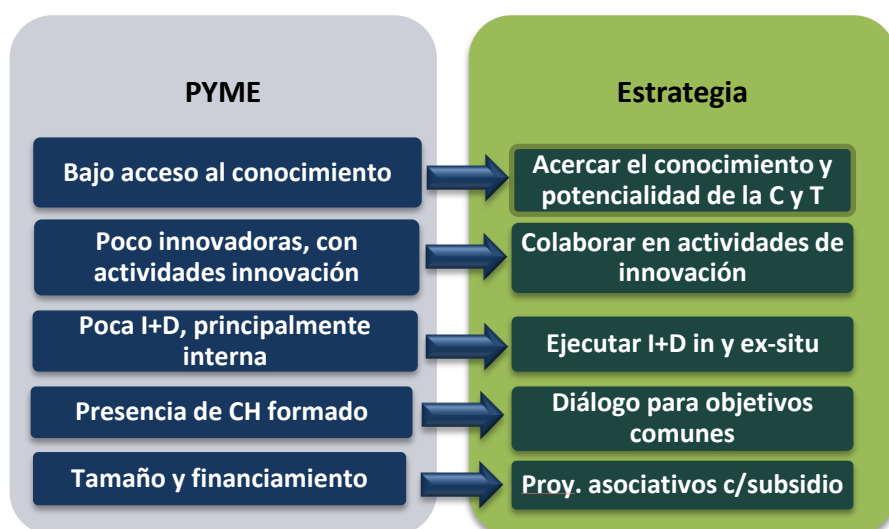 PYME
Estrategia
Bajo acceso al conocimiento
Acercar el conocimiento y
potencialidad de la C y T
Poco innovadoras, con
actividades innovación
Colaborar en actividades de
innovación
Poca I+D, principalmente
interna
Ejecutar I+D in y ex-situ
Presencia de CH formado
Diálogo para objetivos
comunes
Tamaño y financiamiento
Proy. asociativos c/subsidio